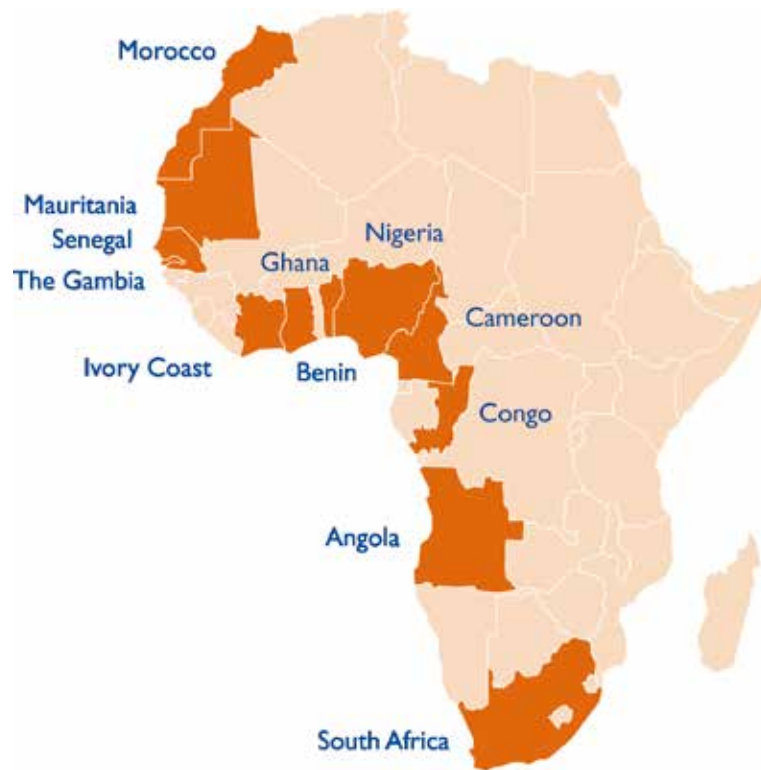 Morocco
Mauritania
Senegal
The Gambia
Nigeria
Ghana
Cameroon
Ivory Coast
Benin
Congo
Angola
South Africa